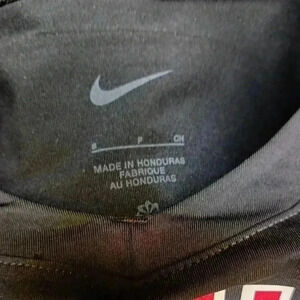 S P CH
MADE IN HONDURAS
FABRIQUE
AU HONDURAS